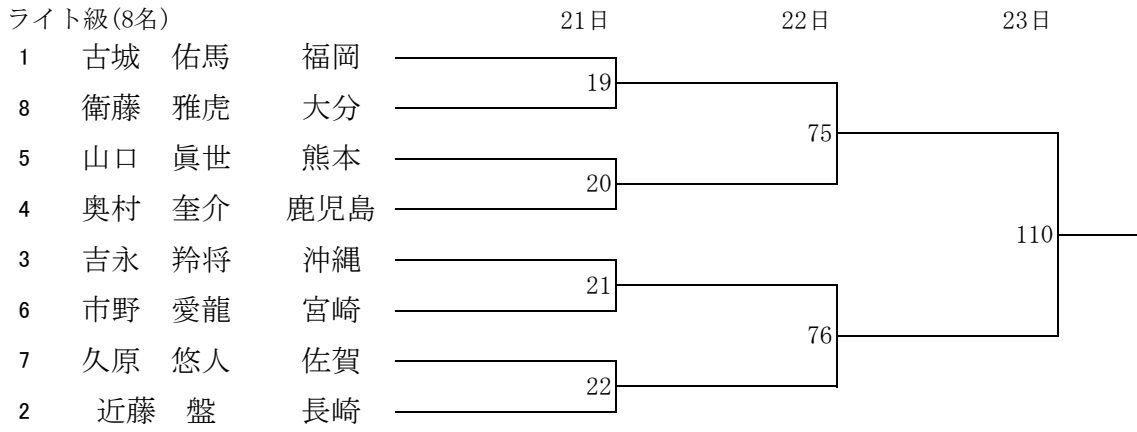 ライト級(8名) 21日 22日 23日
1 古城 佑馬 福岡
19
8 衛藤 雅虎 大分
75
5 山口 眞世 熊本
20
4 奥村 奎介 鹿児島
110
3 吉永 羚将 沖縄
21
6 市野 愛龍 宮崎
76
7 久原 悠人 佐賀
22
2 近藤 盤 長崎